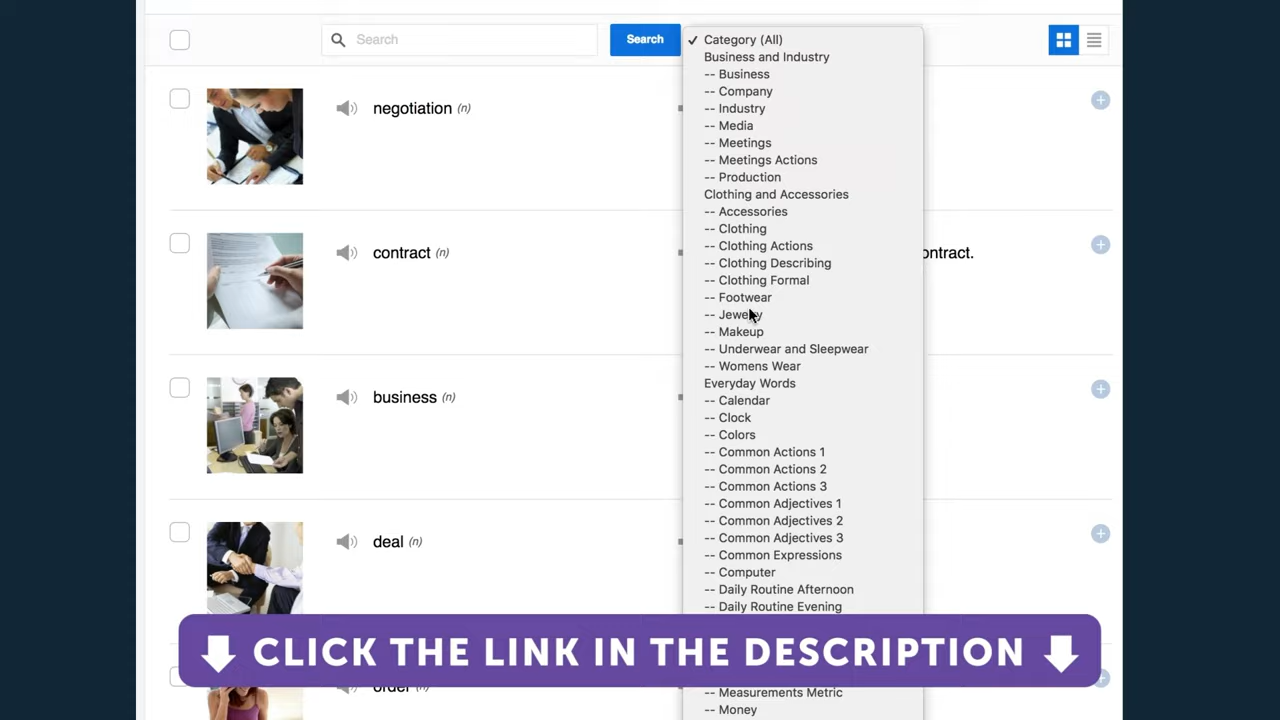 Search
Search
✓ Category (All)
Business and Industry
-- Business
-- Company
-- Industry
-- Media
-- Meetings
-- Meetings Actions
-- Production
Clothing and Accessories
-- Accessories
-- Clothing
-- Clothing Actions
-- Clothing Describing
-- Clothing Formal
-- Footwear
-- Jewelry
-- Makeup
-- Underwear and Sleepwear
-- Womens Wear
Everyday Words
-- Calendar
-- Clock
-- Colors
-- Common Actions 1
-- Common Actions 2
-- Common Actions 3
-- Common Adjectives 1
-- Common Adjectives 2
-- Common Adjectives 3
-- Common Expressions
-- Computer
-- Daily Routine Afternoon
-- Daily Routine Evening
-- Measurements Metric
-- Money
negotiation (n)
contract (n)
ontract.
business (n)
deal (n)
order (n)
CLICK THE LINK IN THE DESCRIPTION